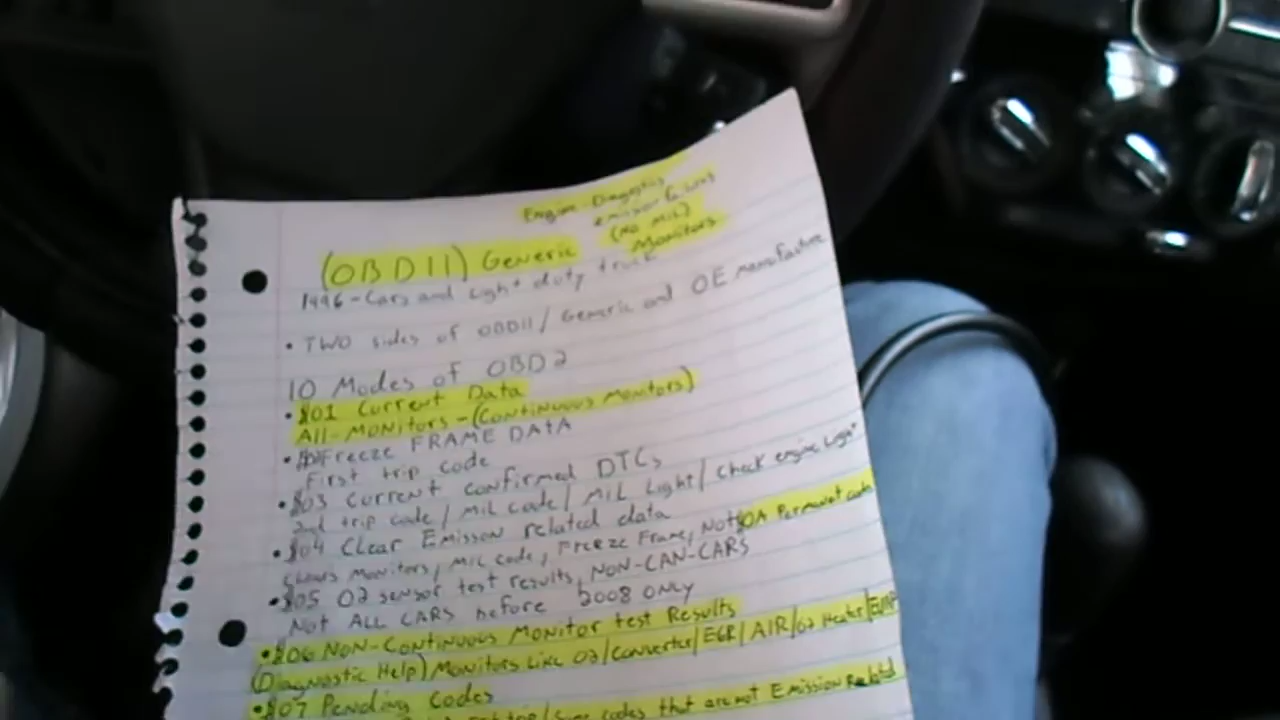 Engine Diagnostics
emission failures
(NO MIL)
Monitors
(OBDII) Generic
1996-Cars and Light duty truck
• TWO sides of OBDII/ Generic and OE manufacture
10 Modes of OBD2
• $01 Current Data
All-Monitors-(Continuous Monitors)
• Freeze FRAME DATA
First trip code
• $03 Current confirmed DTCs
2nd trip code/ MIL code/ MIL Light/ Check engine Light
• $04 Clear Emisson related data
Clears Monitors, MIL code, Freeze Frame, Not $0A Permanent codes
• $05 O2 sensor test results, NON-CAN-CARS
Not ALL CARS before 2008 ONLY
• $06 NON-Continuous Monitor test Results
(Diagnostic Help) Monitors Like O2/Converter/EGR/AIR/O2 Heater/EVAP
• $07 Pending Codes
codes that are not Emission Related